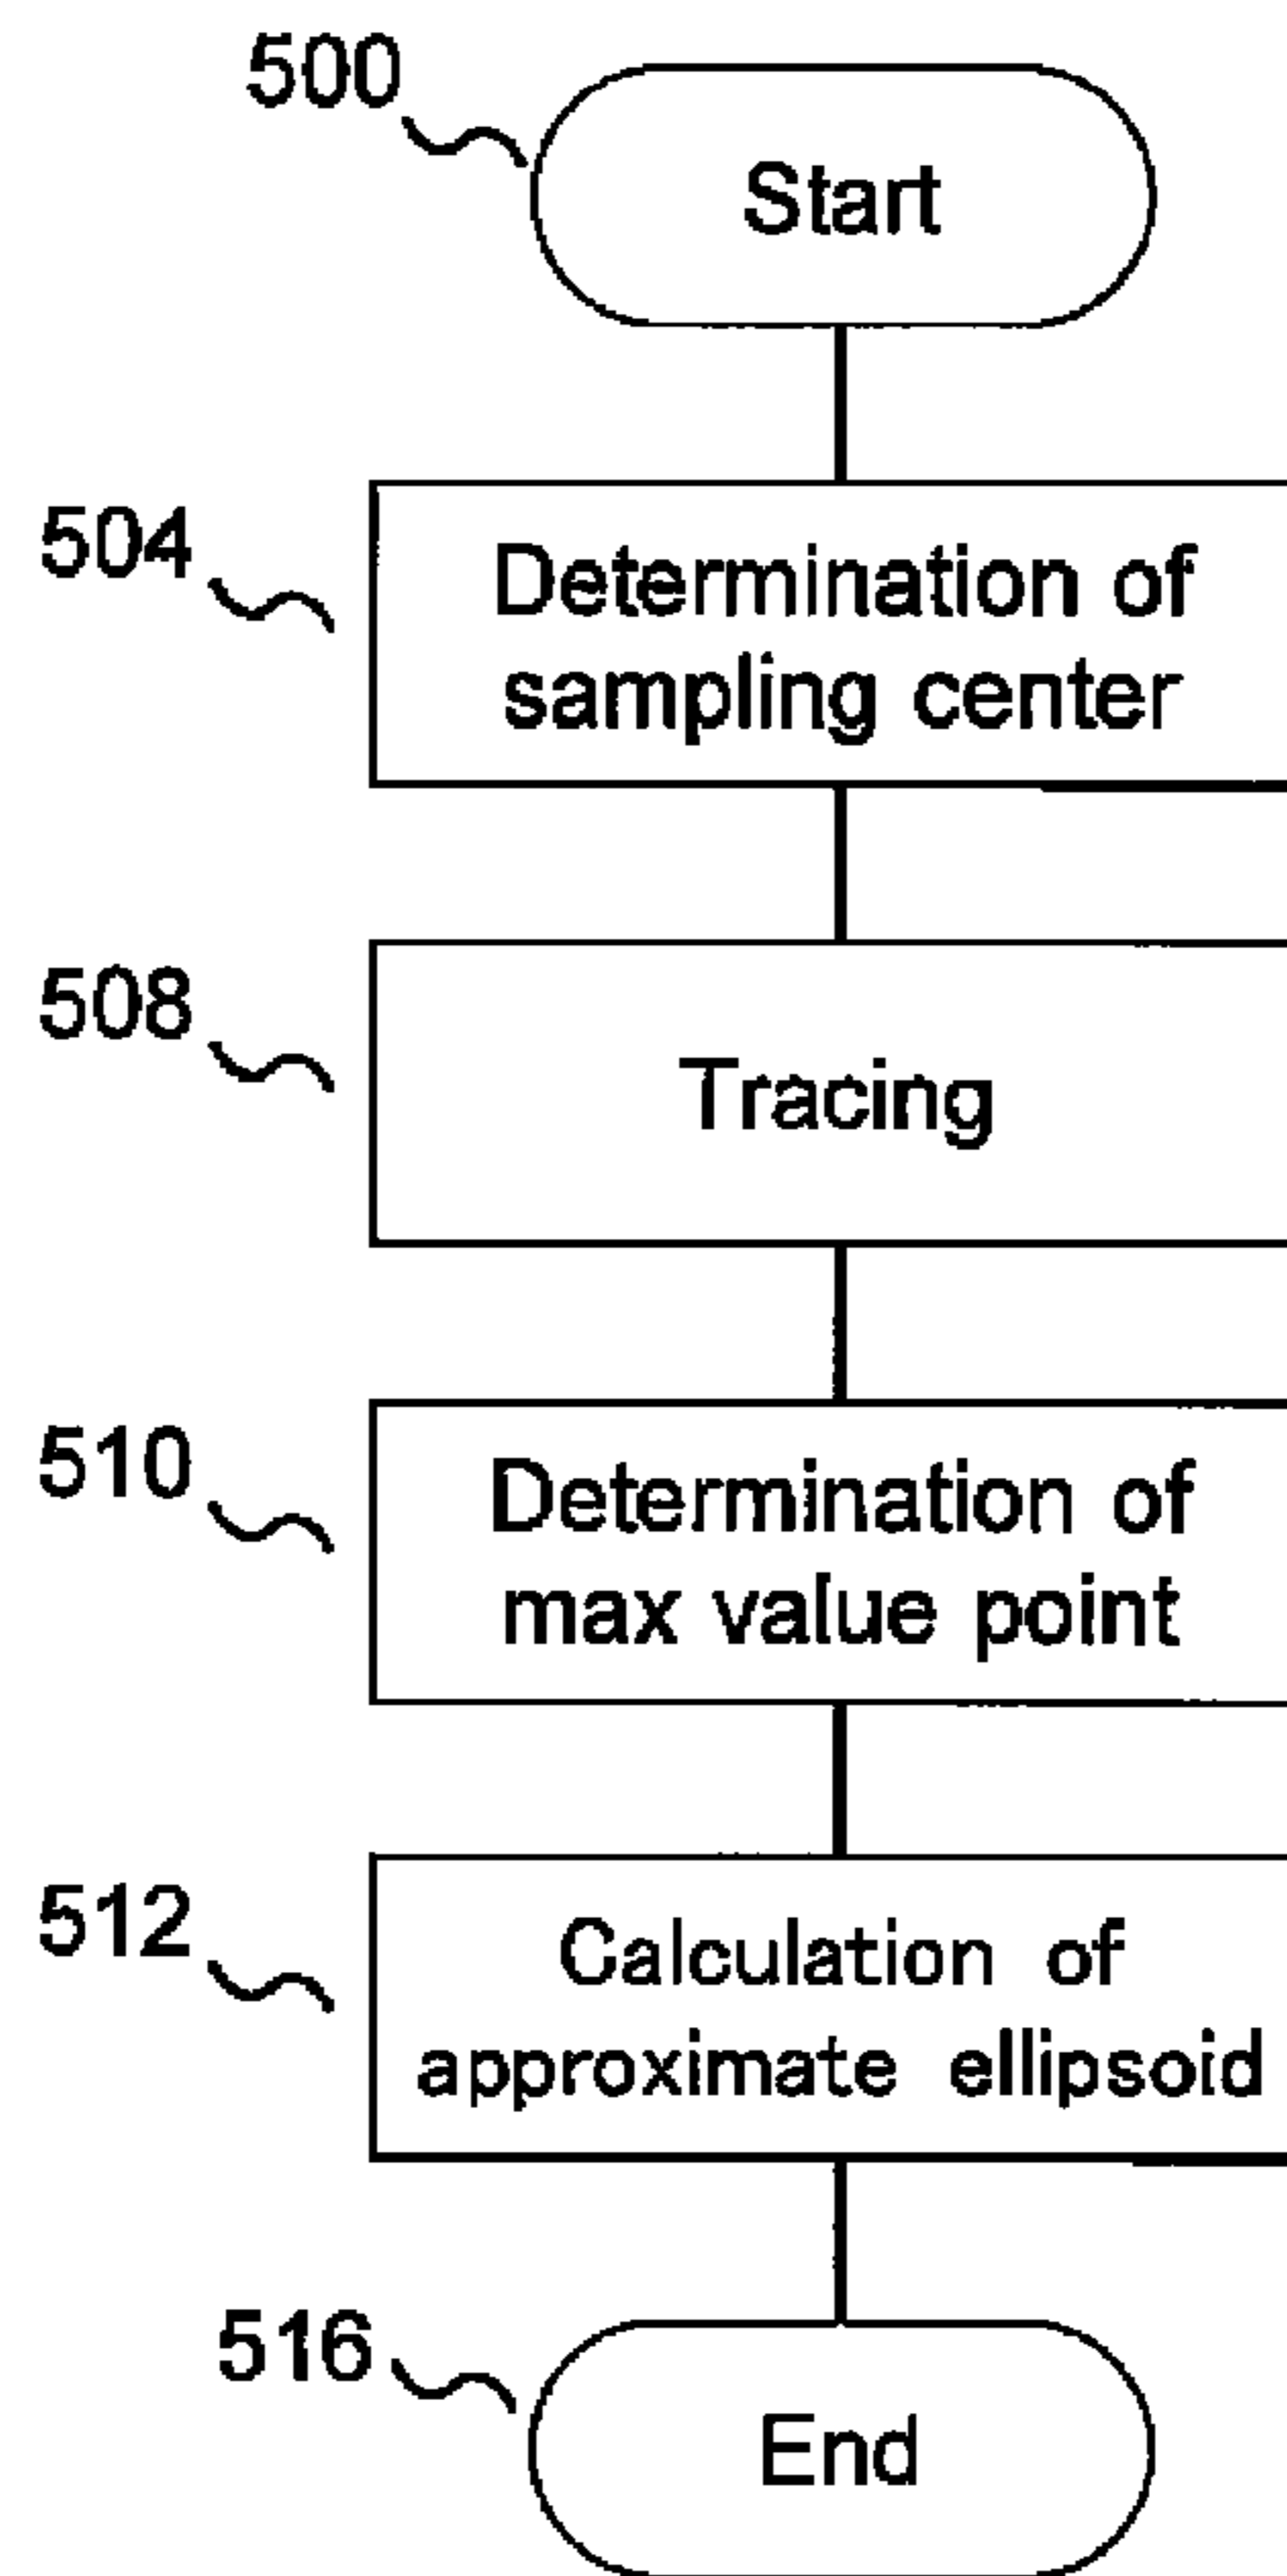 500
Start
504
Determination of
sampling center
508
Tracing
510
Determination of
max value point
512
Calculation of
approximate ellipsoid
516
End